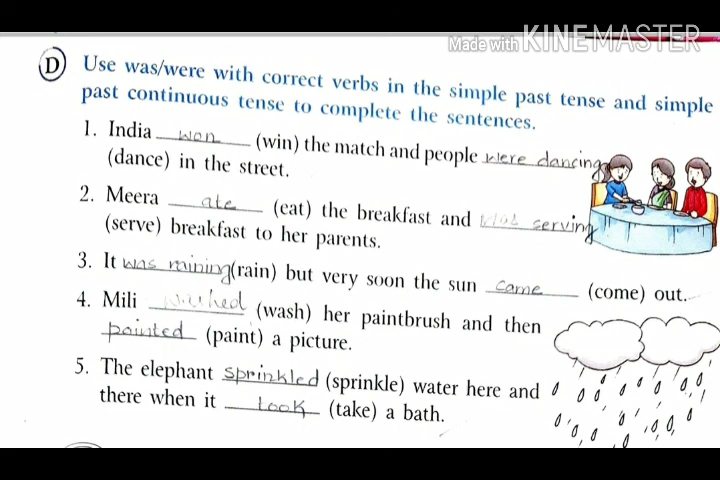 Made with KINEMASTER
D Use was/were with correct verbs in the simple past tense and simple
past continuous tense to complete the sentences.
1. India won (win) the match and people were dancing
(dance) in the street.
2. Meera ate (eat) the breakfast and was serving
(serve) breakfast to her parents.
3. It was raining (rain) but very soon the sun came (come) out.
4. Mili washed (wash) her paintbrush and then
painted (paint) a picture.
5. The elephant sprinkled (sprinkle) water here and
there when it took (take) a bath.